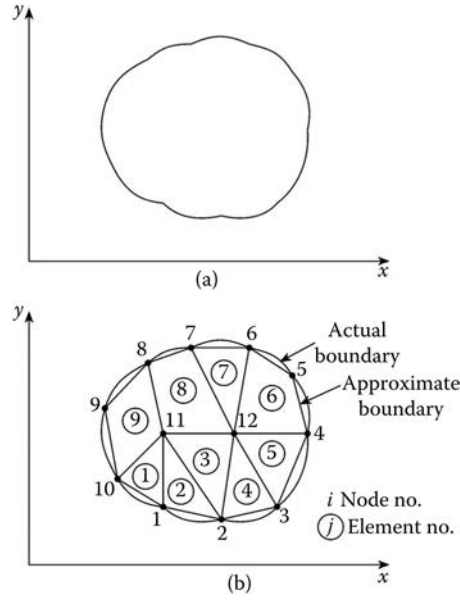 y
x
(a)
y
7
6
Actual
boundary
8
7
5
8
6
Approximate
boundary
9
9
11
12
4
3
5
10
1
2
4
i Node no.
j Element no.
1
3
2
x
(b)